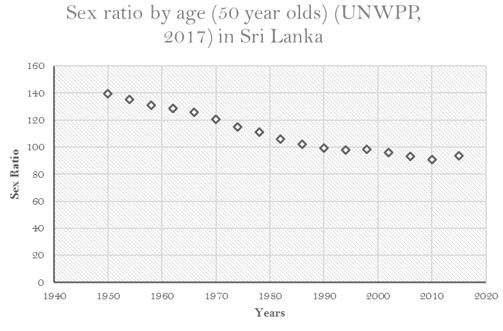 Sex ratio by age (50 year olds) (UNWPP,
2017) in Sri Lanka
160
140
120
100
80
60
40
20
0
Sex Ratio
1940 1950 1960 1970 1980 1990 2000 2010 2020
Years